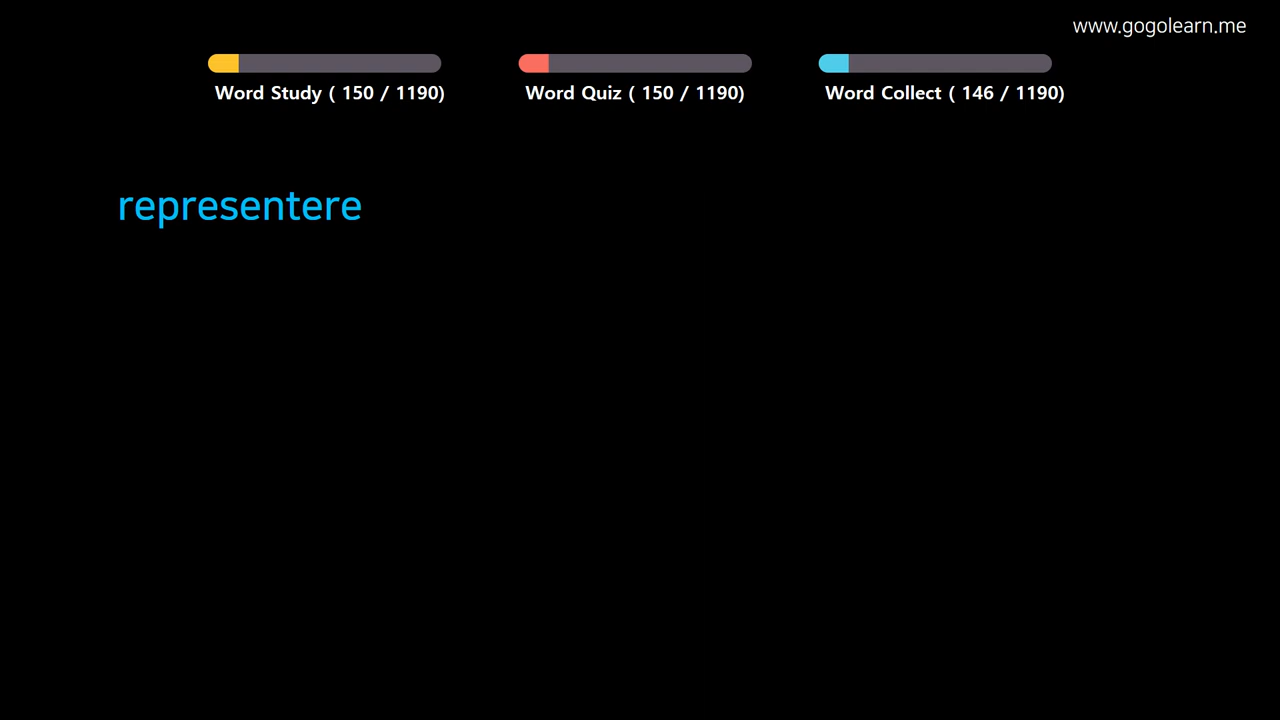 www.gogolearn.me
Word Study ( 150 / 1190)
Word Quiz ( 150 / 1190)
Word Collect ( 146 / 1190)
representere